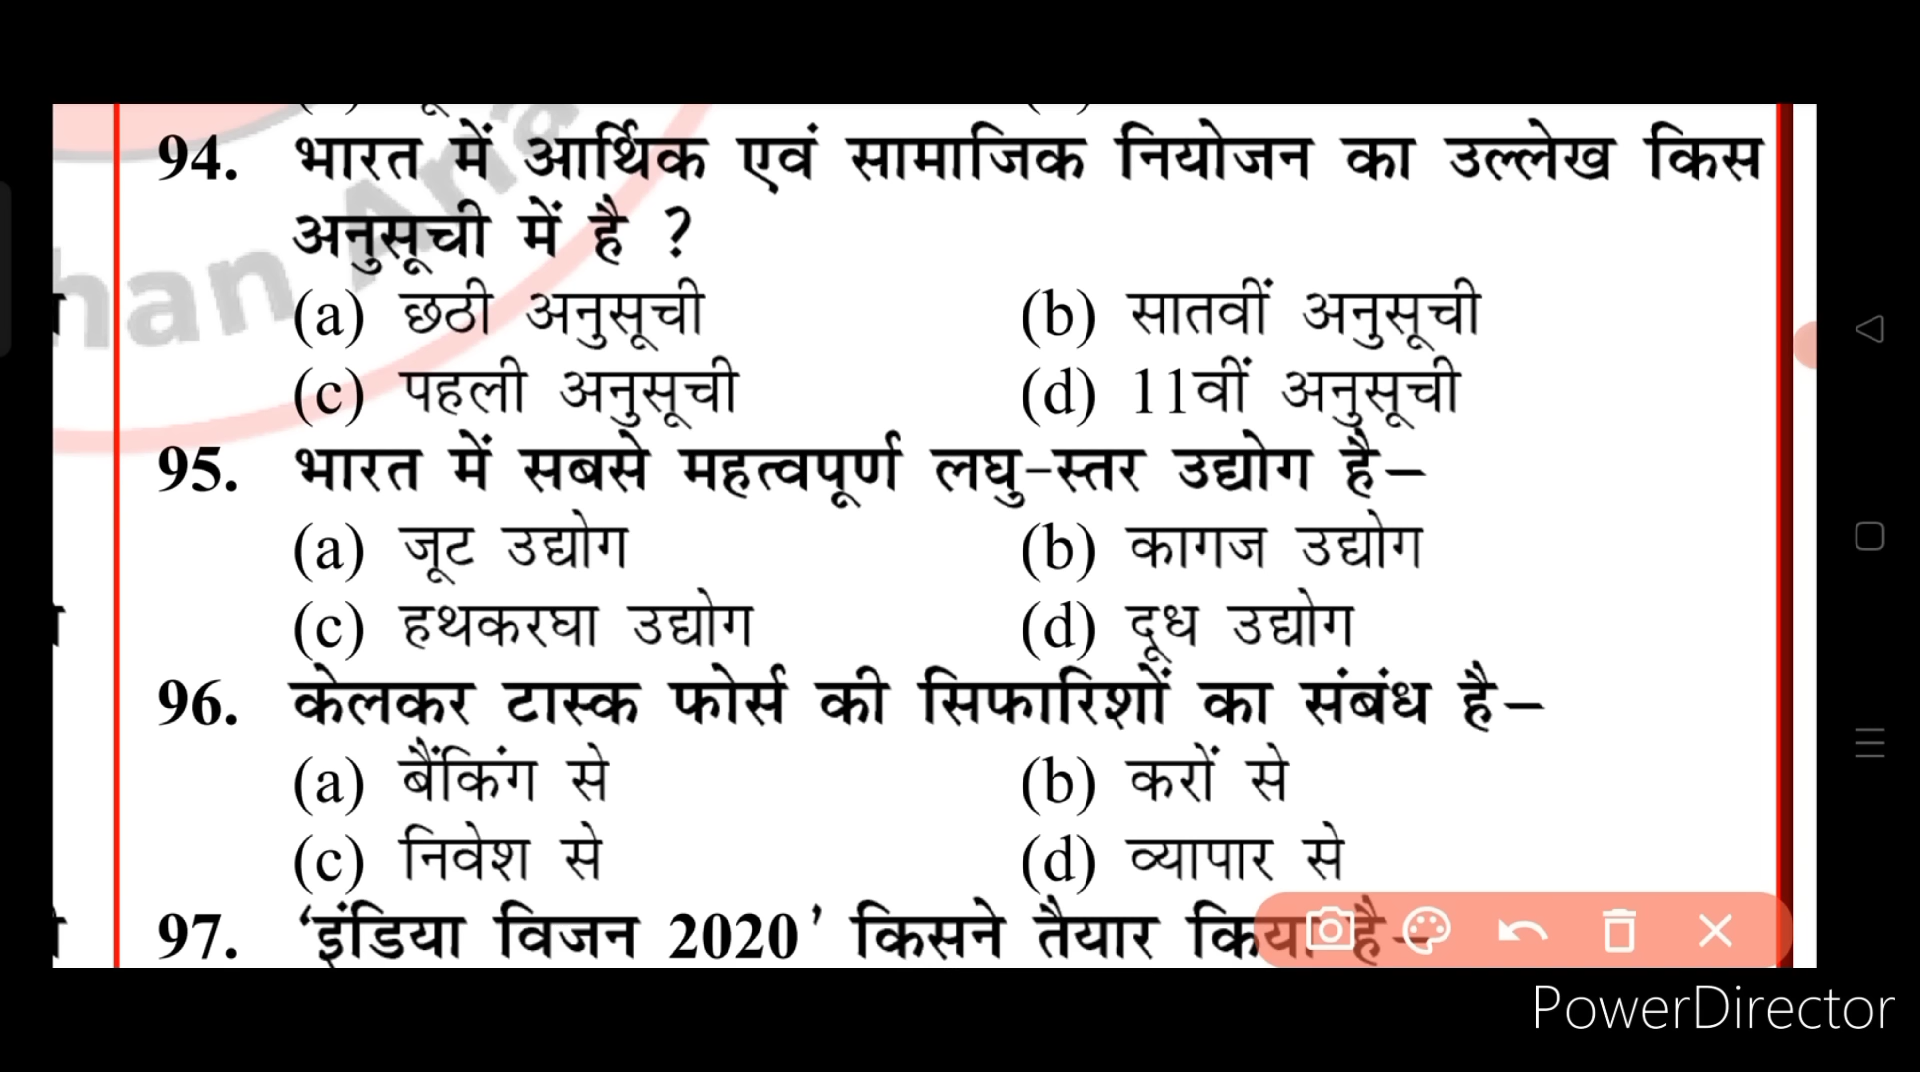 94. भारत में आर्थिक एवं सामाजिक नियोजन का उल्लेख किस
अनुसूची में है ?
(a) छठी अनुसूची (b) सातवीं अनुसूची
(c) पहली अनुसूची (d) 11वीं अनुसूची
95. भारत में सबसे महत्वपूर्ण लघु-स्तर उद्योग है–
(a) जूट उद्योग (b) कागज उद्योग
(c) हथकरघा उद्योग (d) दूध उद्योग
96. केलकर टास्क फोर्स की सिफारिशों का संबंध है–
(a) बैंकिंग से (b) करों से
(c) निवेश से (d) व्यापार से
97. ‘इंडिया विजन 2020’ किसने तैयार किया है–
PowerDirector